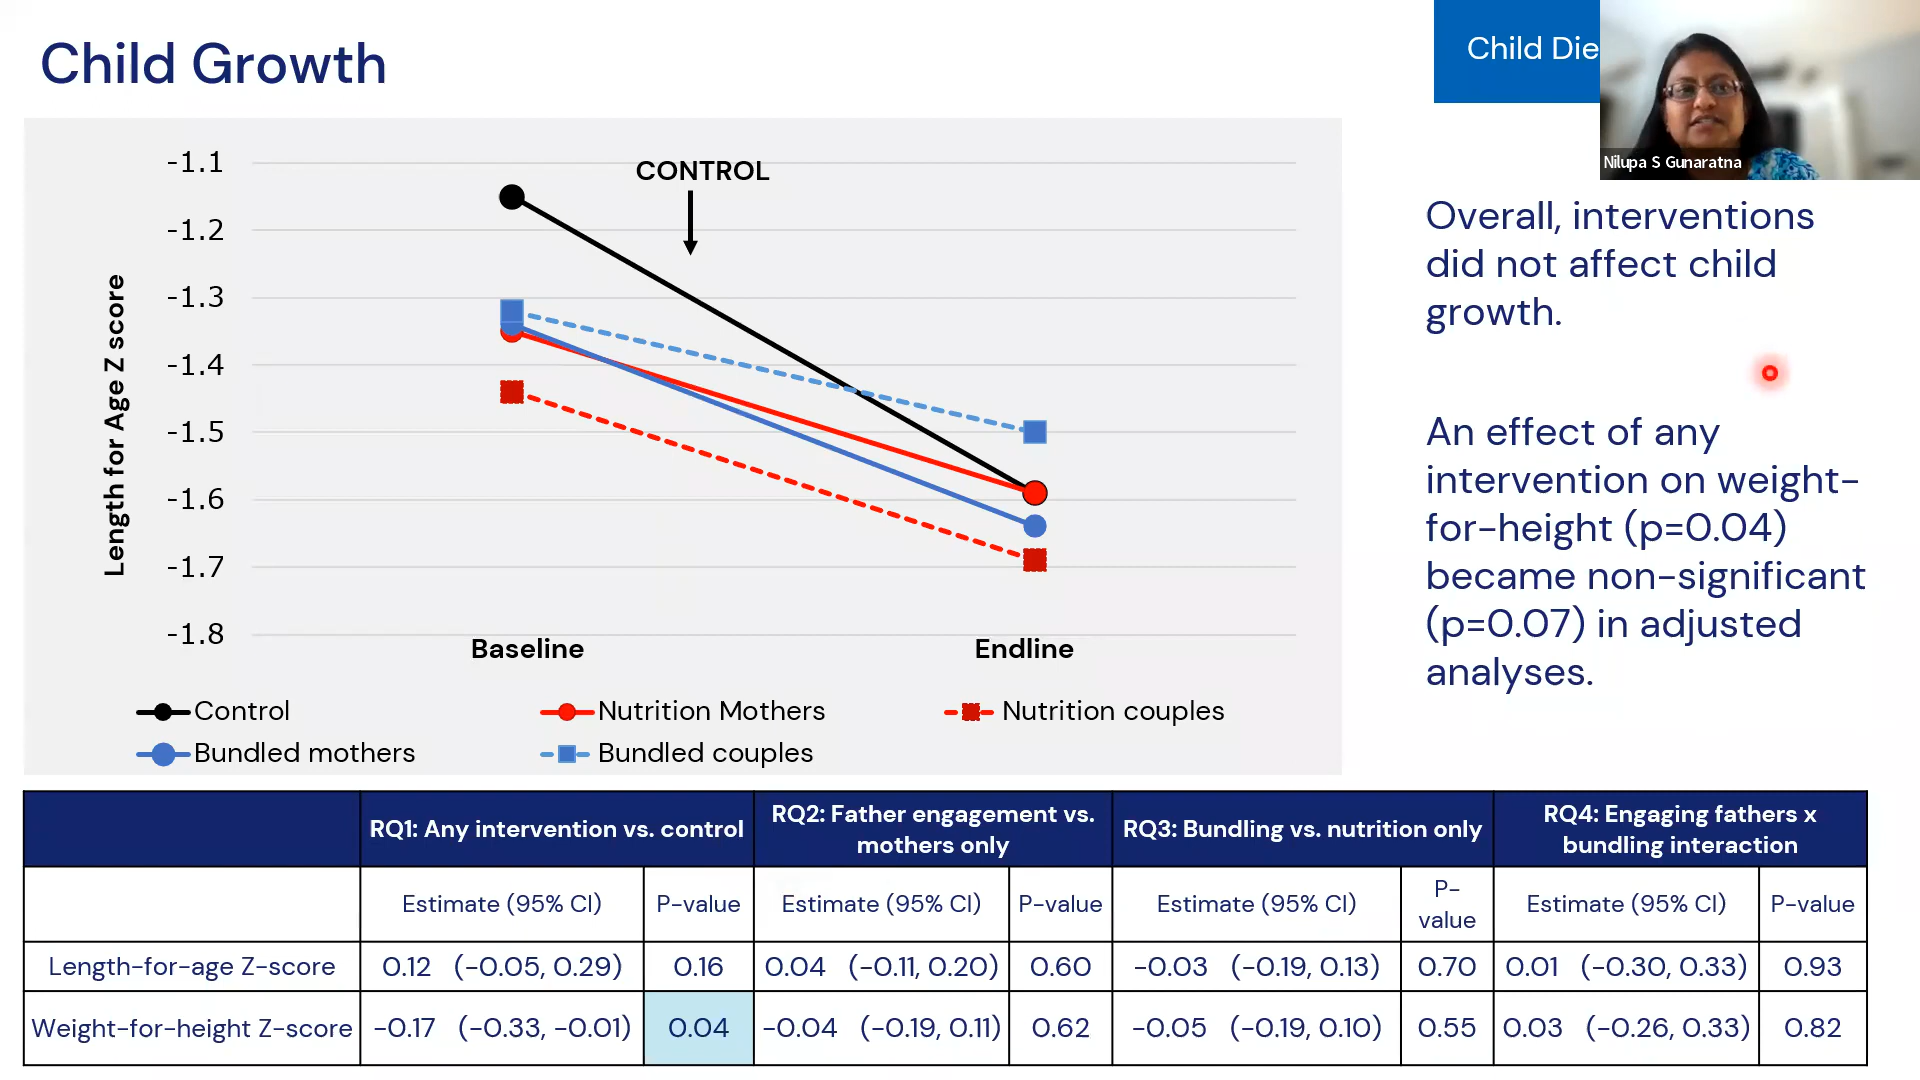 Child Growth
Child Die
Nilupa S Gunaratna
-1.1
-1.2
-1.3
-1.4
-1.5
-1.6
-1.7
-1.8
Length for Age Z score
CONTROL
Baseline
Endline
Control
Nutrition Mothers
Nutrition couples
Bundled mothers
Bundled couples
Overall, interventions
did not affect child
growth.
An effect of any
intervention on weight-
for-height (p=0.04)
became non-significant
(p=0.07) in adjusted
analyses.
RQ1: Any intervention vs. control
RQ2: Father engagement vs.
mothers only
RQ3: Bundling vs. nutrition only
RQ4: Engaging fathers x
bundling interaction
Estimate (95% CI) P-value Estimate (95% CI) P-value Estimate (95% CI) P-
value Estimate (95% CI) P-value
Length-for-age Z-score 0.12 (-0.05, 0.29) 0.16 0.04 (-0.11, 0.20) 0.60 -0.03 (-0.19, 0.13) 0.70 0.01 (-0.30, 0.33) 0.93
Weight-for-height Z-score -0.17 (-0.33, -0.01) 0.04 -0.04 (-0.19, 0.11) 0.62 -0.05 (-0.19, 0.10) 0.55 0.03 (-0.26, 0.33) 0.82